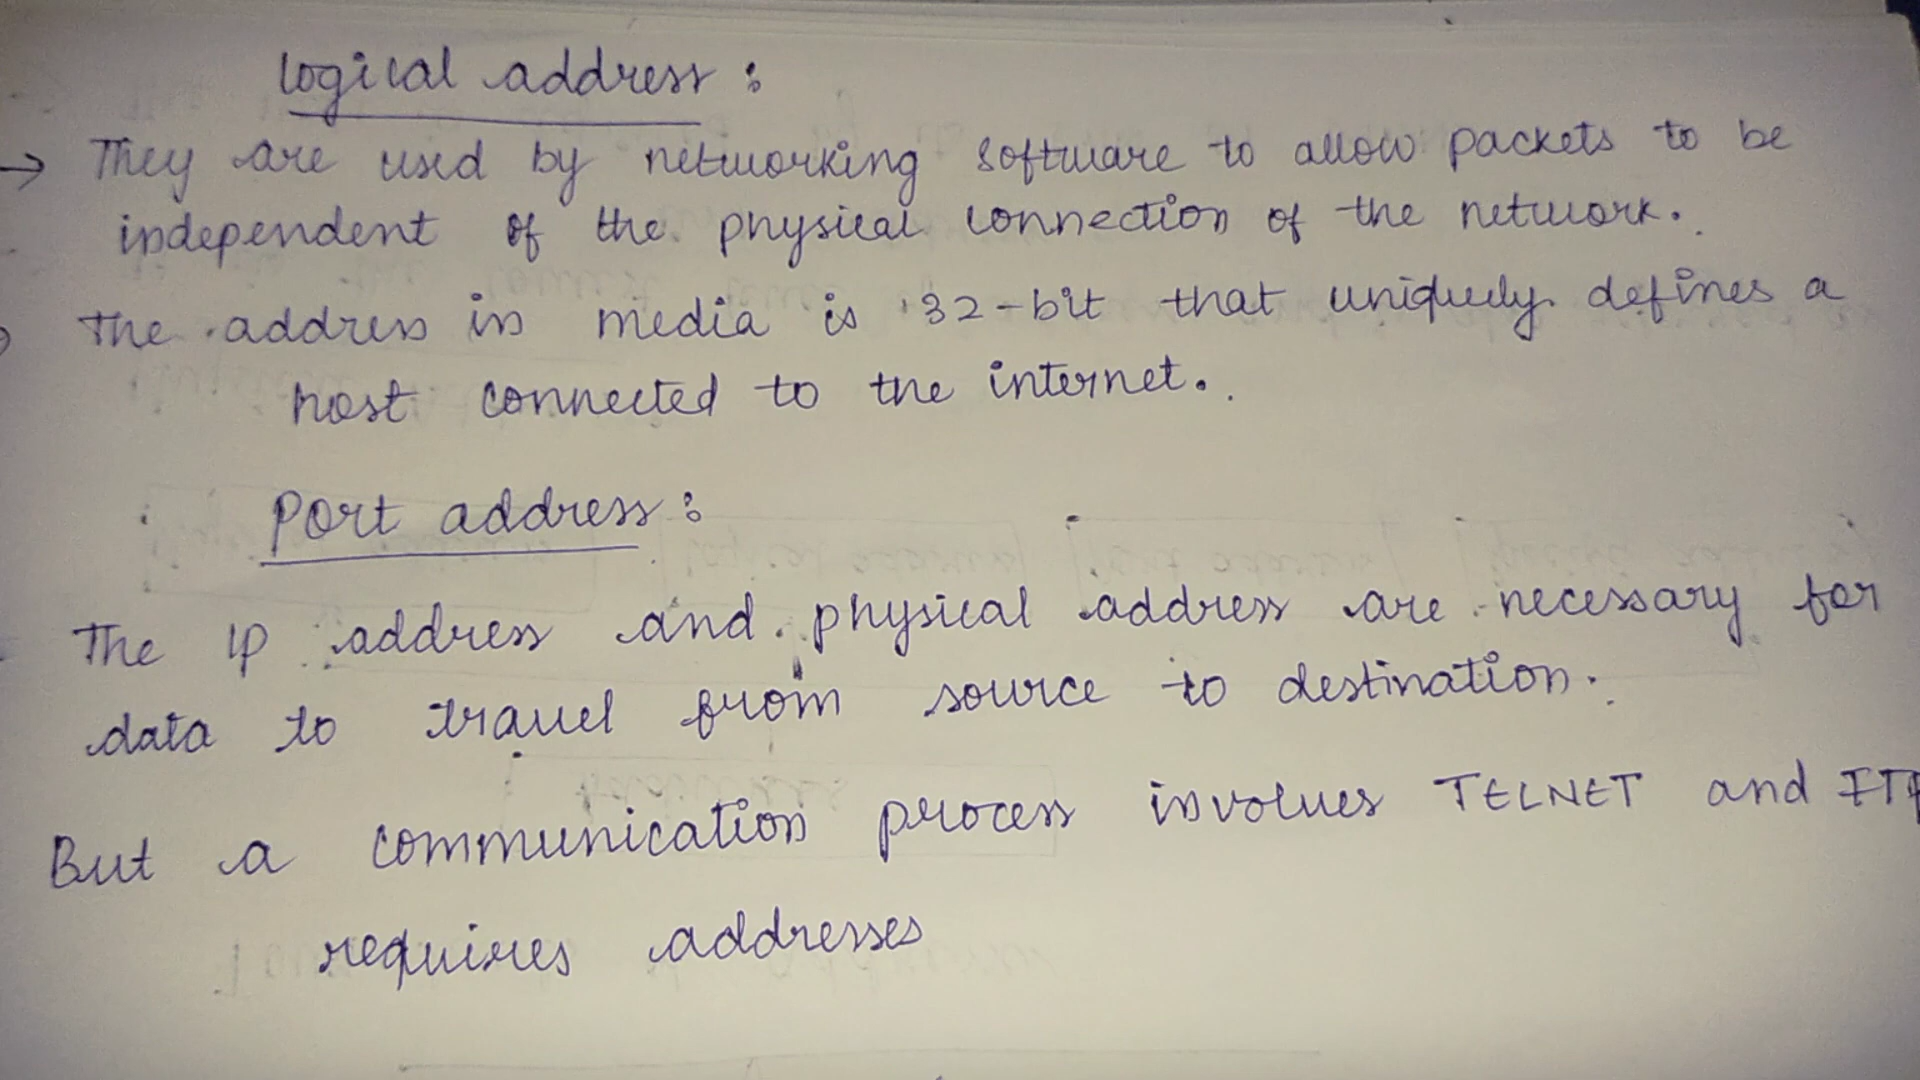 Logical address :
→ They are used by networking software to allow packets to be
independent of the physical connection of the network.
The address in media is 32-bit that uniquely defines a
host connected to the internet.
Port address :
The IP address and physical address are necessary for
data to travel from source to destination.
But a communication process involves TELNET and FTP
requires addresses